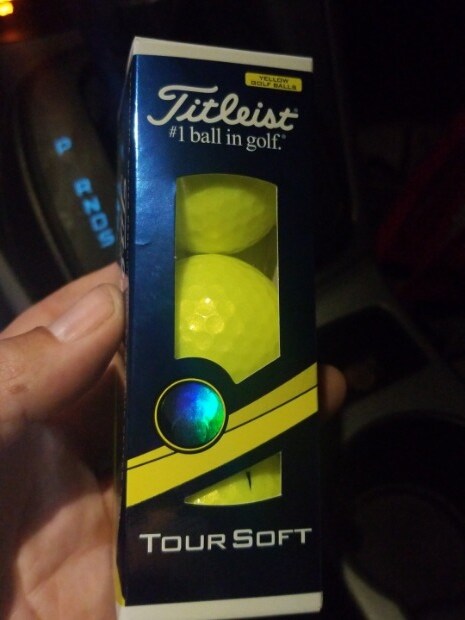 YELLOW
GOLF BALLS
Titleist®
#1 ball in golf.®
TOUR SOFT